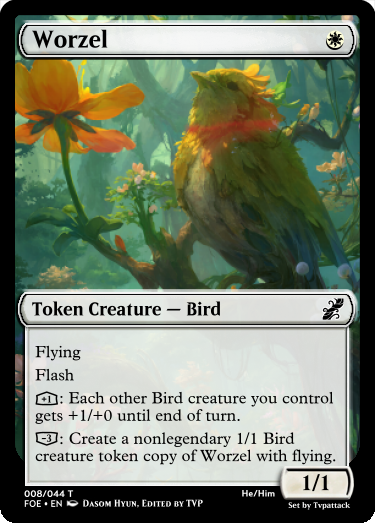 Worzel
Token Creature — Bird
Flying
Flash
+1: Each other Bird creature you control
gets +1/+0 until end of turn.
-3: Create a nonlegendary 1/1 Bird
creature token copy of Worzel with flying.
1/1
008/044 T He/Him
FOE • EN Dasom Hyun, Edited by TVP Set by Tvpattack